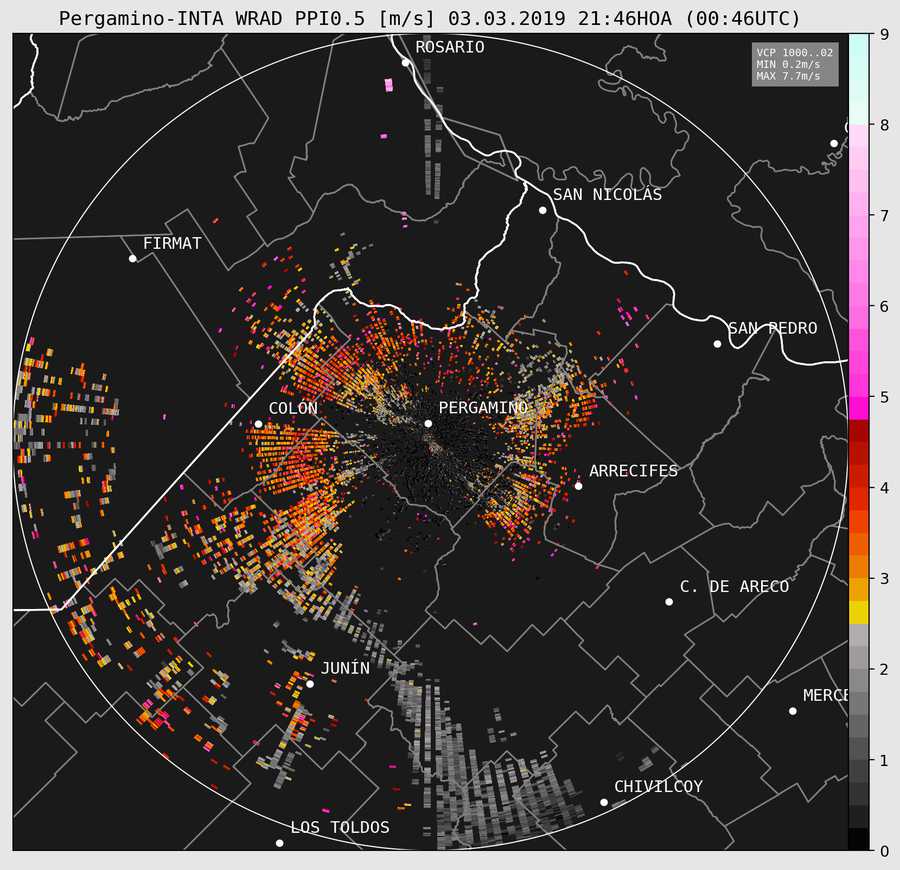 Pergamino-INTA WRAD PPI0.5 [m/s] 03.03.2019 21:46HOA (00:46UTC)
VCP 1000..02
MIN 0.2m/s
MAX 7.7m/s
ROSARIO
SAN NICOLÁS
FIRMAT
SAN PEDRO
COLÓN
PERGAMINO
ARRECIFES
C. DE ARECO
JUNÍN
MERCE
CHIVILCOY
LOS TOLDOS
9
8
7
6
5
4
3
2
1
0